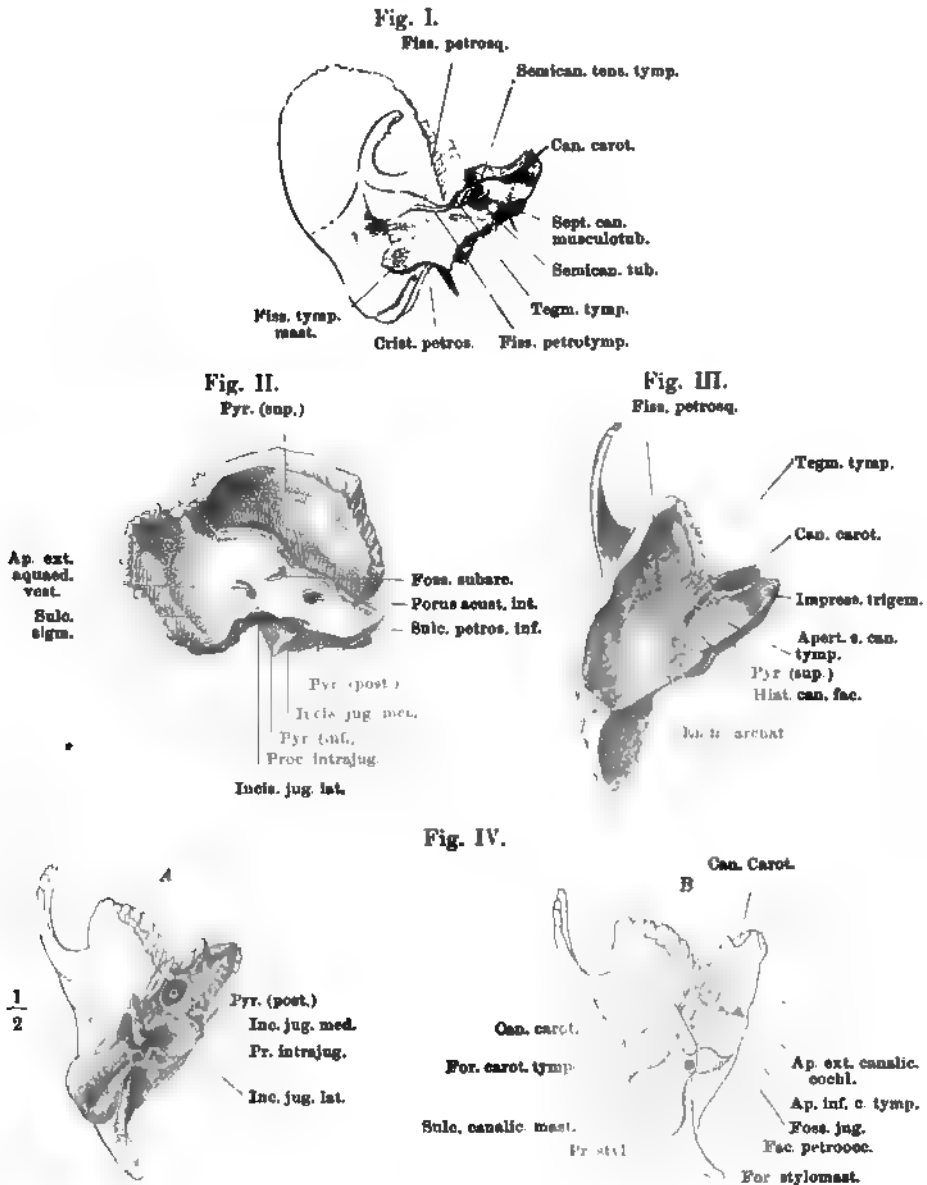 Fig. I.
Fiss. petrosq.
Semican. tens. tymp.
Can. carot.
Sept. can.
musculotub.
Semican. tub.
Tegm. tymp.
Fiss. petrotymp.
Crist. petros.
Fiss. tymp.
mast.
Fig. II.
Pyr. (sup.)
Ap. ext.
aquaed.
vest.
Sulc.
sigm.
Foss. subarc.
Porus acust. int.
Sulc. petros. inf.
Pyr (post.)
Incis jug med.
Pyr (inf.
Proc intrajug.
Incis. jug. lat.
Fig. III.
Fiss. petrosq.
Tegm. tymp.
Can. carot.
Impress. trigem.
Apert. s. can.
tymp.
Pyr (sup.)
Hiat. can. fac.
arcuat
Fig. IV.
A
1
2
Pyr. (post.)
Inc. jug. med.
Pr. intrajug.
Inc. jug. lat.
B
Can. Carot.
Can. carot.
For. carot. tymp
Sulc. canalic. mast.
Pr styl
Ap. ext. canalic.
cochl.
Ap. inf. c. tymp.
Foss. jug.
Fac. petroocc.
For stylomast.